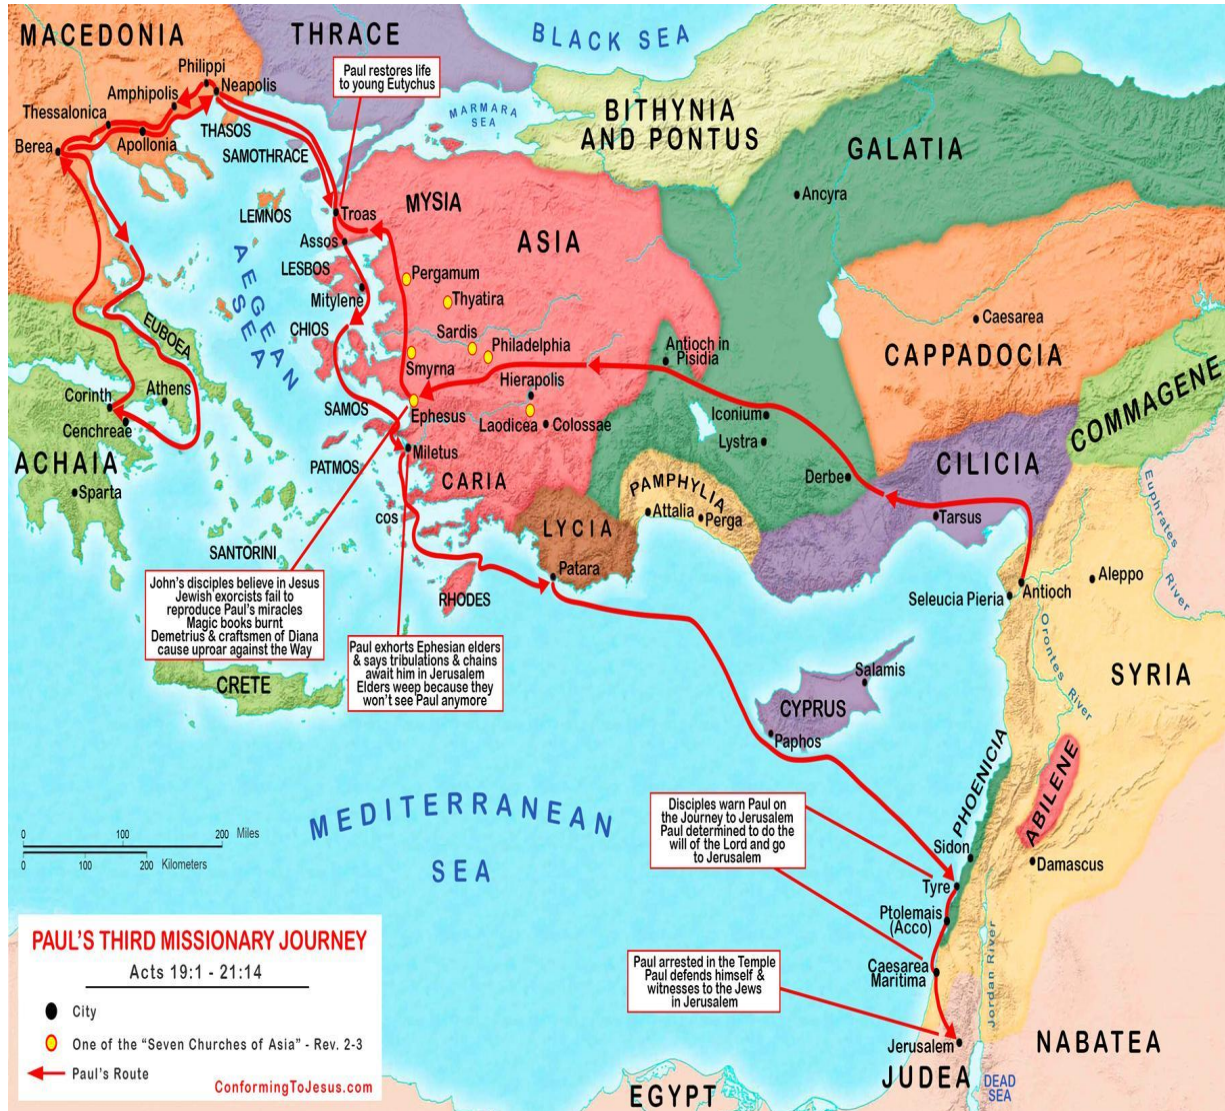 MACEDONIA
THRACE
BLACK SEA
Philippi
Neapolis
Amphipolis
Thessalonica
Berea
Apollonia
THASOS
SAMOTHRACE
Paul restores life
to young Eutychus
MARMARA
SEA
BITHYNIA
AND PONTUS
GALATIA
Ancyra
LEMNOS
Troas
MYSIA
ASIA
Assos
LESBOS
Mitylene
AEGEAN
SEA
Pergamum
Thyatira
CHIOS
Sardis
Philadelphia
Smyrna
Antioch in
Pisidia
Caesarea
CAPPADOCIA
COMMAGENE
EUBOEA
Corinth
Athens
Cenchreae
Hierapolis
SAMOS
Ephesus
Laodicea
Colossae
Iconium
Lystra
ACHAIA
Sparta
PATMOS
Miletus
CARIA
Derbe
CILICIA
Euphrates
River
PAMPHYLIA
Attalia
Perga
Tarsus
COS
LYCIA
SANTORINI
Patara
RHODES
Seleucia Pieria
Antioch
Aleppo
John's disciples believe in Jesus
Jewish exorcists fail to
reproduce Paul's miracles
Magic books burnt
Demetrius & craftsmen of Diana
cause uproar against the Way
Paul exhorts Ephesian elders
& says tribulations & chains
await him in Jerusalem
Elders weep because they
won't see Paul anymore
CRETE
Orontes River
SYRIA
Salamis
CYPRUS
Paphos
PHOENICIA
ABILENE
MEDITERRANEAN
SEA
Disciples warn Paul on
the Journey to Jerusalem
Paul determined to do the
will of the Lord and go
to Jerusalem
Sidon
Damascus
Tyre
Ptolemais
(Acco)
0 100 200 Miles
0 100 200 Kilometers
Caesarea
Maritima
Jordan River
Paul arrested in the Temple
Paul defends himself &
witnesses to the Jews
in Jerusalem
Jerusalem
JUDEA
DEAD
SEA
NABATEA
EGYPT
PAUL'S THIRD MISSIONARY JOURNEY
Acts 19:1 - 21:14
City
One of the “Seven Churches of Asia” - Rev. 2-3
Paul's Route
ConformingToJesus.com